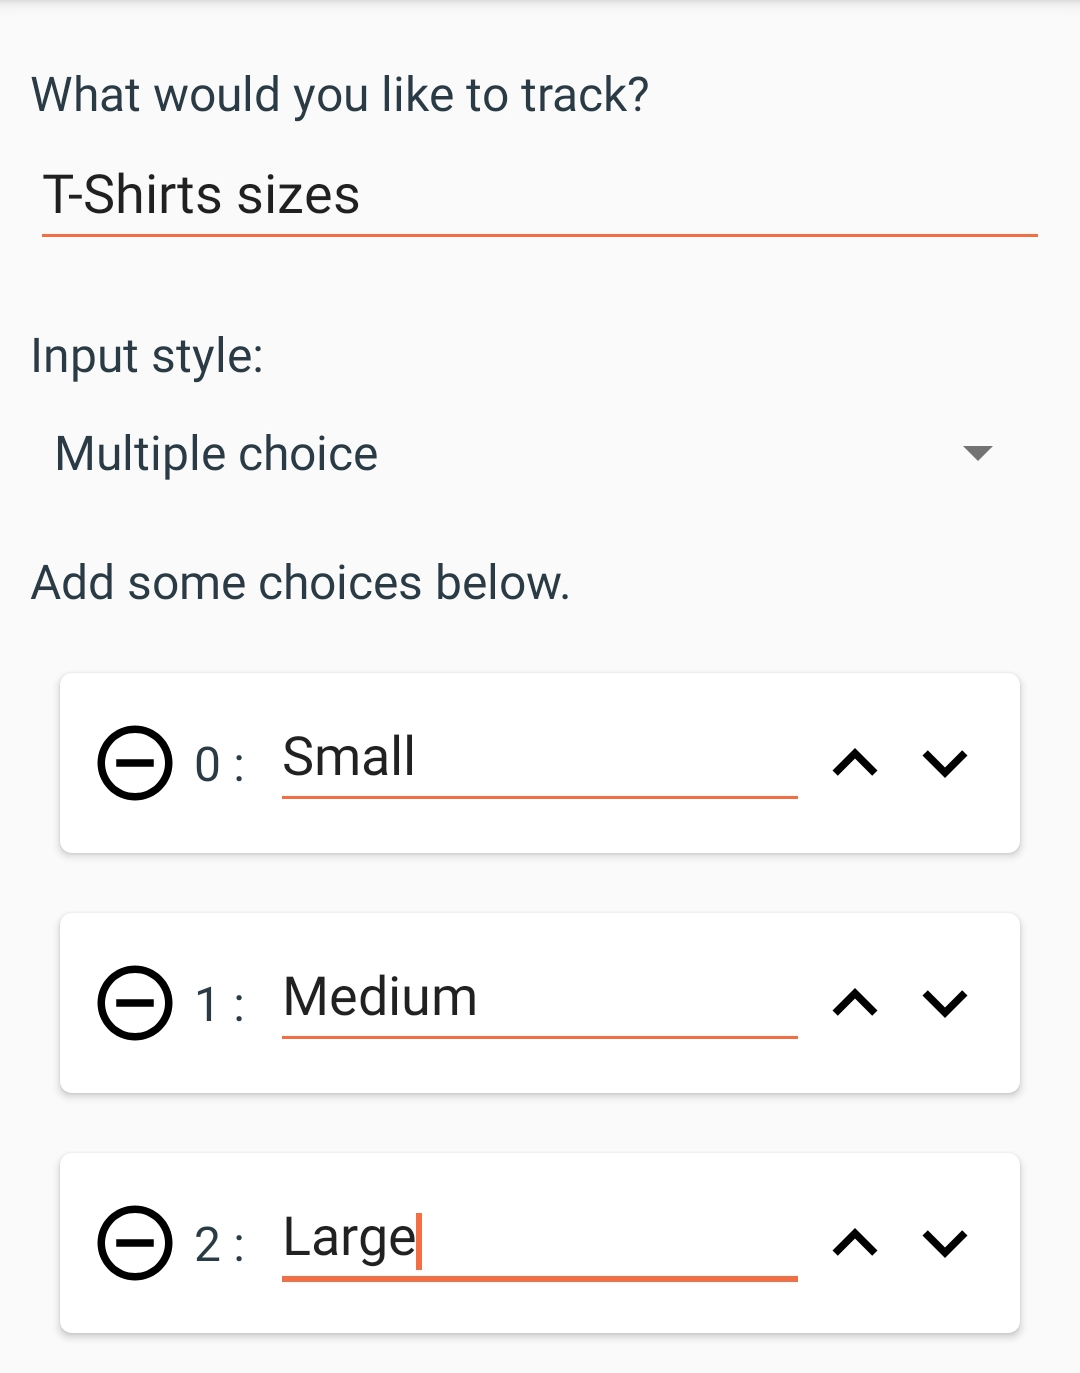 What would you like to track?
T-Shirts sizes
Input style:
Multiple choice
Add some choices below.
0 : Small
1 : Medium
2 : Large